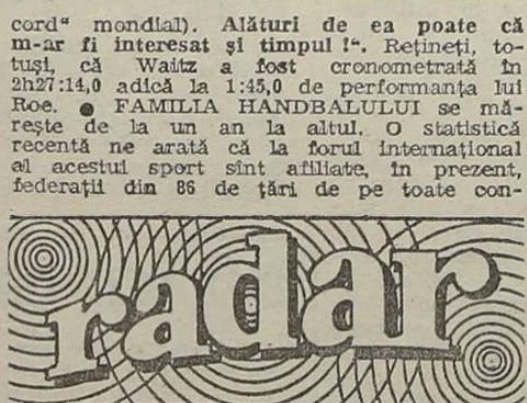 cord“ mondial). Alături de ea poate că
m-ar fi interesat și timpul !“. Rețineți, to-
tuși, că Waitz a fost cronometrată în
2h27:14,0 adică la 1:45,0 de performanța lui
Roe. ● FAMILIA HANDBALULUI se mă-
rește de la un an la altul. O statistică
recentă ne arată că la forul internațional
al acestui sport sînt afiliate, în prezent,
federații din 86 de țări de pe toate con-
radar